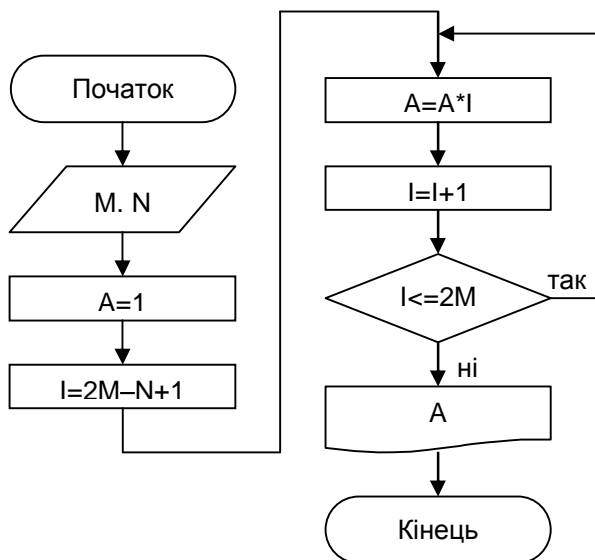 Початок
M. N
A=1
I=2M–N+1
A=A*I
I=I+1
I<=2M
так
ні
A
Кінець